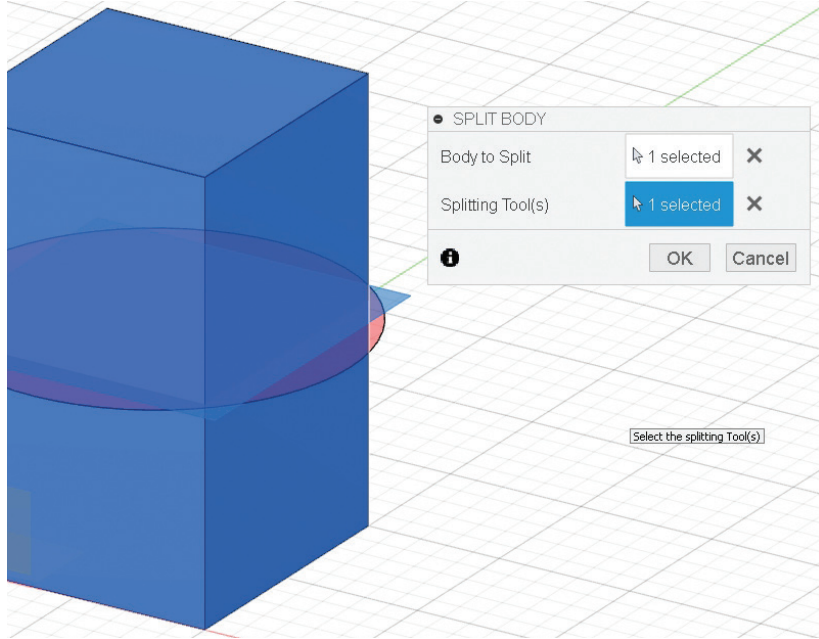 SPLIT BODY
Body to Split 1 selected
Splitting Tool(s) 1 selected
OK Cancel
Select the splitting Tool(s)